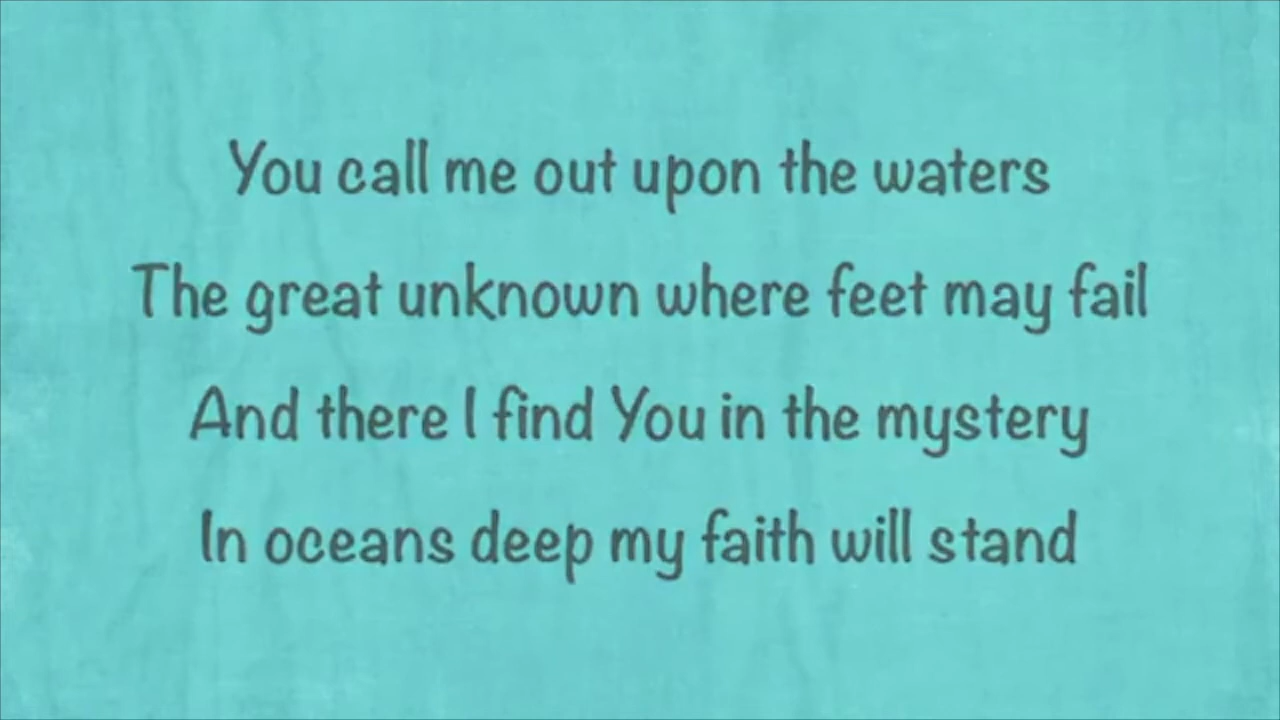 You call me out upon the waters
The great unknown where feet may fail
And there I find You in the mystery
In oceans deep my faith will stand